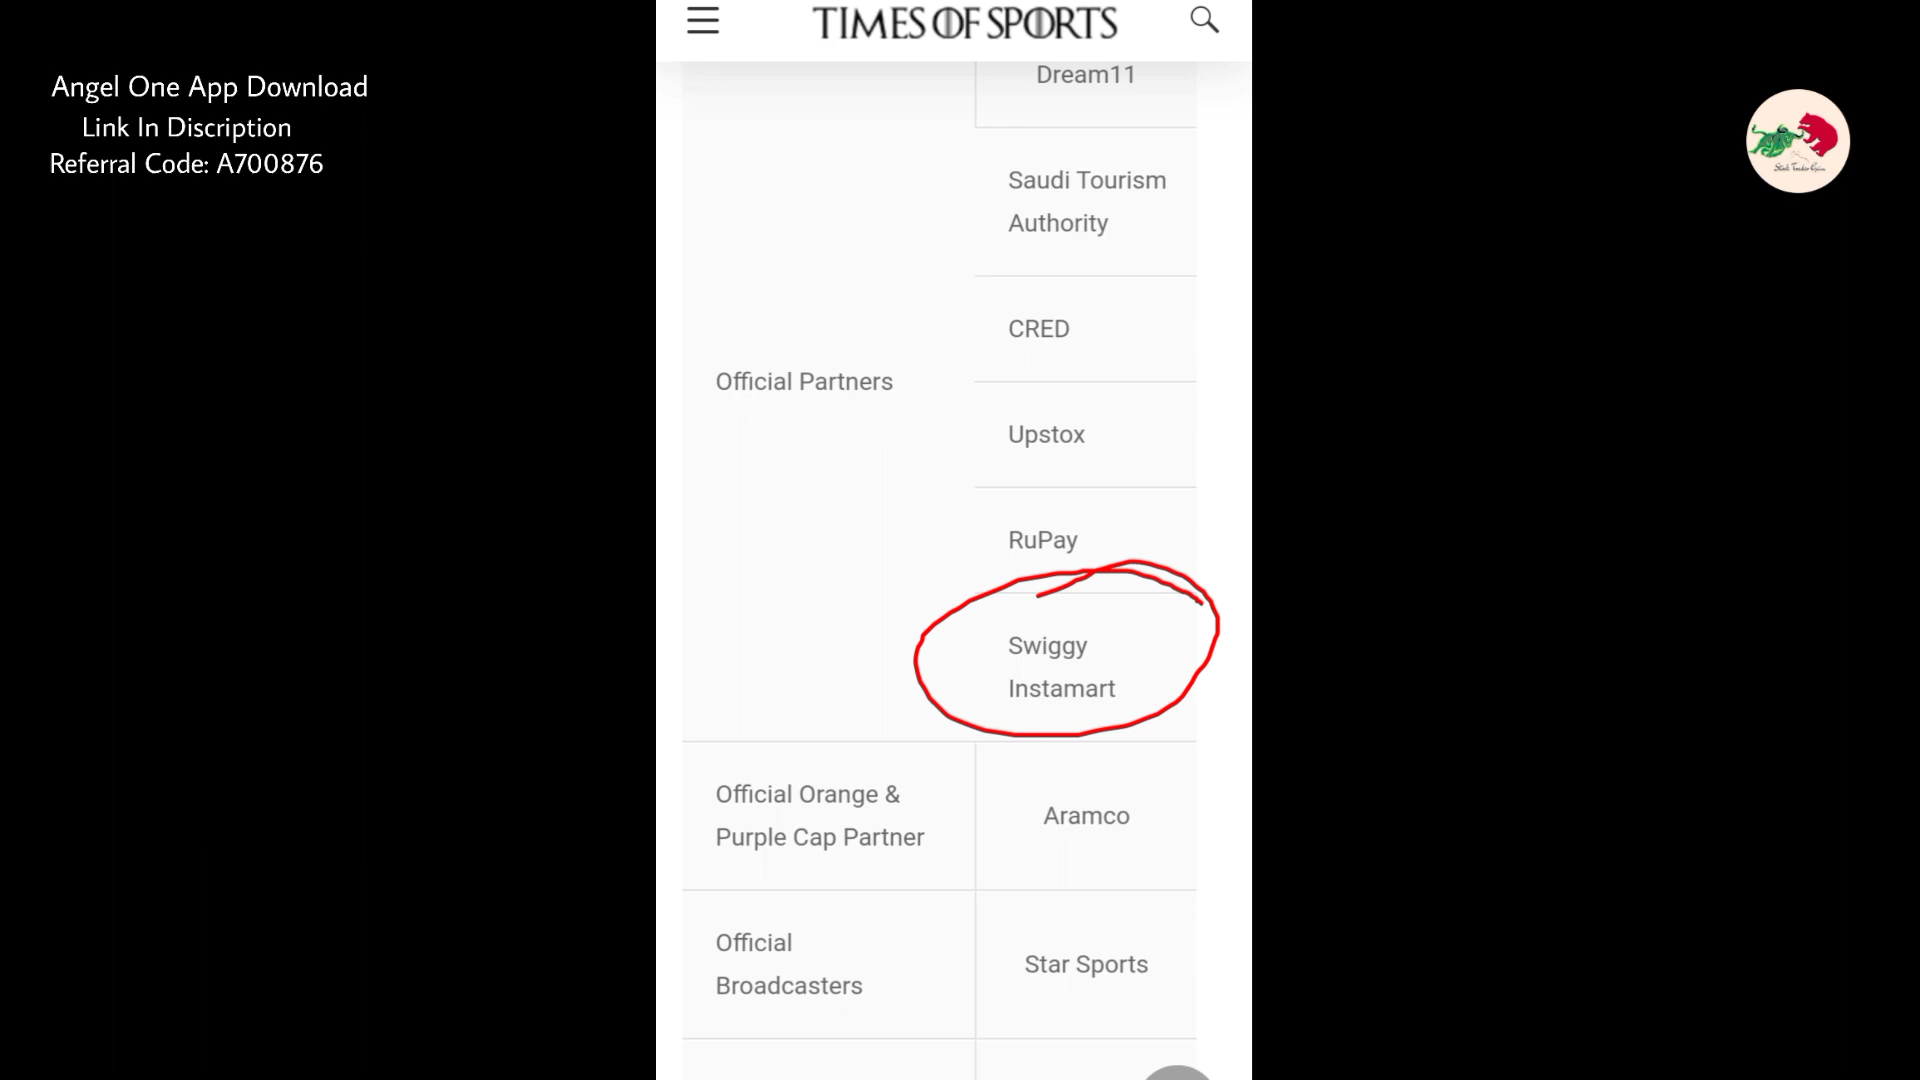 Angel One App Download
Link In Discription
Referral Code: A700876
TIMES OF SPORTS
Dream11
Saudi Tourism
Authority
CRED
Official Partners
Upstox
RuPay
Swiggy
Instamart
Official Orange &
Purple Cap Partner
Aramco
Official
Broadcasters
Star Sports